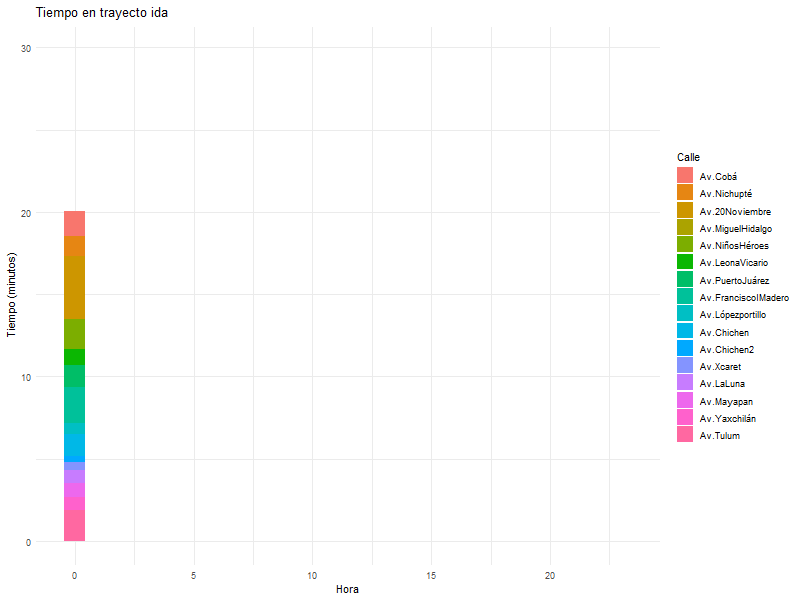 Tiempo en trayecto ida
30
20
10
0
Tiempo (minutos)
0 5 10 15 20
Hora
Calle
Av.Cobá
Av.Nichupté
Av.20Noviembre
Av.MiguelHidalgo
Av.NiñosHéroes
Av.LeonaVicario
Av.PuertoJuárez
Av.FranciscoIMadero
Av.Lópezportillo
Av.Chichen
Av.Chichen2
Av.Xcaret
Av.LaLuna
Av.Mayapan
Av.Yaxchilán
Av.Tulum